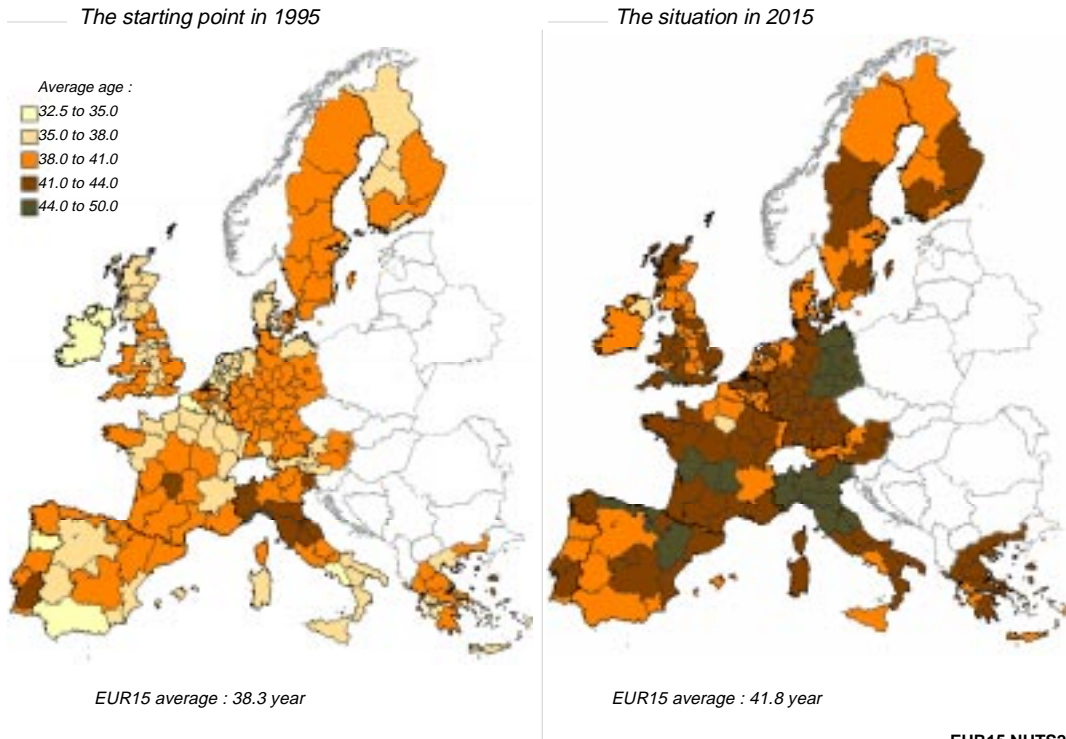 The starting point in 1995
The situation in 2015
Average age :
32.5 to 35.0
35.0 to 38.0
38.0 to 41.0
41.0 to 44.0
44.0 to 50.0
EUR15 average : 38.3 year
EUR15 average : 41.8 year
EUR15 NUTS2